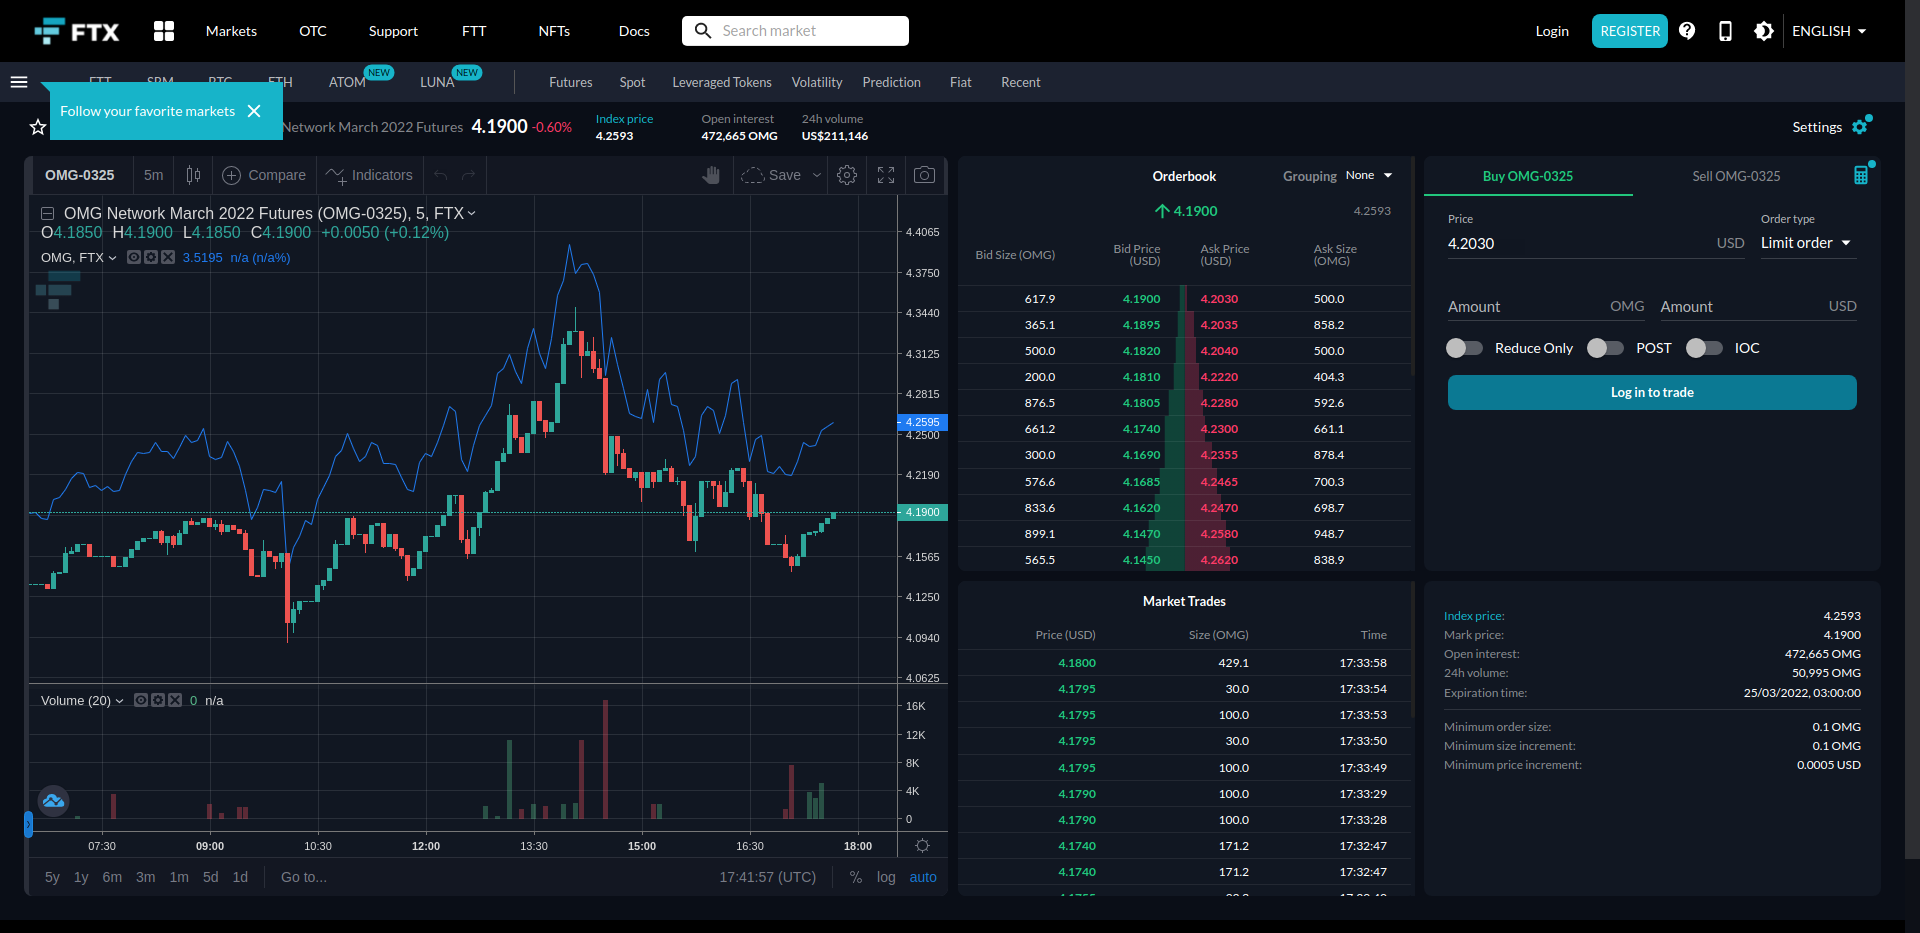 FTX
Markets OTC Support FTT NFTs Docs
Search market
Login REGISTER ENGLISH
ETH ATOM NEW LUNA NEW Futures Spot Leveraged Tokens Volatility Prediction Fiat Recent
Follow your favorite markets
Network March 2022 Futures 4.1900 -0.60%
Index price
4.2593
Open interest
472,665 OMG
24h volume
US$211,146
Settings
OMG-0325 5m Compare Indicators Save
OMG Network March 2022 Futures (OMG-0325), 5, FTX
O4.1850 H4.1900 L4.1850 C4.1900 +0.0050 (+0.12%)
OMG, FTX 3.5195 n/a (n/a%)
4.4065
4.3750
4.3440
4.3125
4.2815
4.2595
4.2500
4.2190
4.1900
4.1565
4.1250
4.0940
4.0625
Volume (20) 0 n/a
16K
12K
8K
4K
0
07:30 09:00 10:30 12:00 13:30 15:00 16:30 18:00
5y 1y 6m 3m 1m 5d 1d Go to... 17:41:57 (UTC) % log auto
Orderbook Grouping None
4.1900 4.2593
Bid Size (OMG) Bid Price (USD) Ask Price (USD) Ask Size (OMG)
617.9 4.1900 4.2030 500.0
365.1 4.1895 4.2035 858.2
500.0 4.1820 4.2040 500.0
200.0 4.1810 4.2220 404.3
876.5 4.1805 4.2280 592.6
661.2 4.1740 4.2300 661.1
300.0 4.1690 4.2355 878.4
576.6 4.1685 4.2465 700.3
833.6 4.1620 4.2470 698.7
899.1 4.1470 4.2580 948.7
565.5 4.1450 4.2620 838.9
Market Trades
Price (USD) Size (OMG) Time
4.1800 429.1 17:33:58
4.1795 30.0 17:33:54
4.1795 100.0 17:33:53
4.1795 30.0 17:33:50
4.1795 100.0 17:33:49
4.1790 100.0 17:33:29
4.1790 100.0 17:33:28
4.1740 171.2 17:32:47
4.1740 171.2 17:32:47
Buy OMG-0325 Sell OMG-0325
Price Order type
4.2030 USD Limit order
Amount OMG Amount USD
Reduce Only POST IOC
Log in to trade
Index price: 4.2593
Mark price: 4.1900
Open interest: 472,665 OMG
24h volume: 50,995 OMG
Expiration time: 25/03/2022, 03:00:00
Minimum order size: 0.1 OMG
Minimum size increment: 0.1 OMG
Minimum price increment: 0.0005 USD